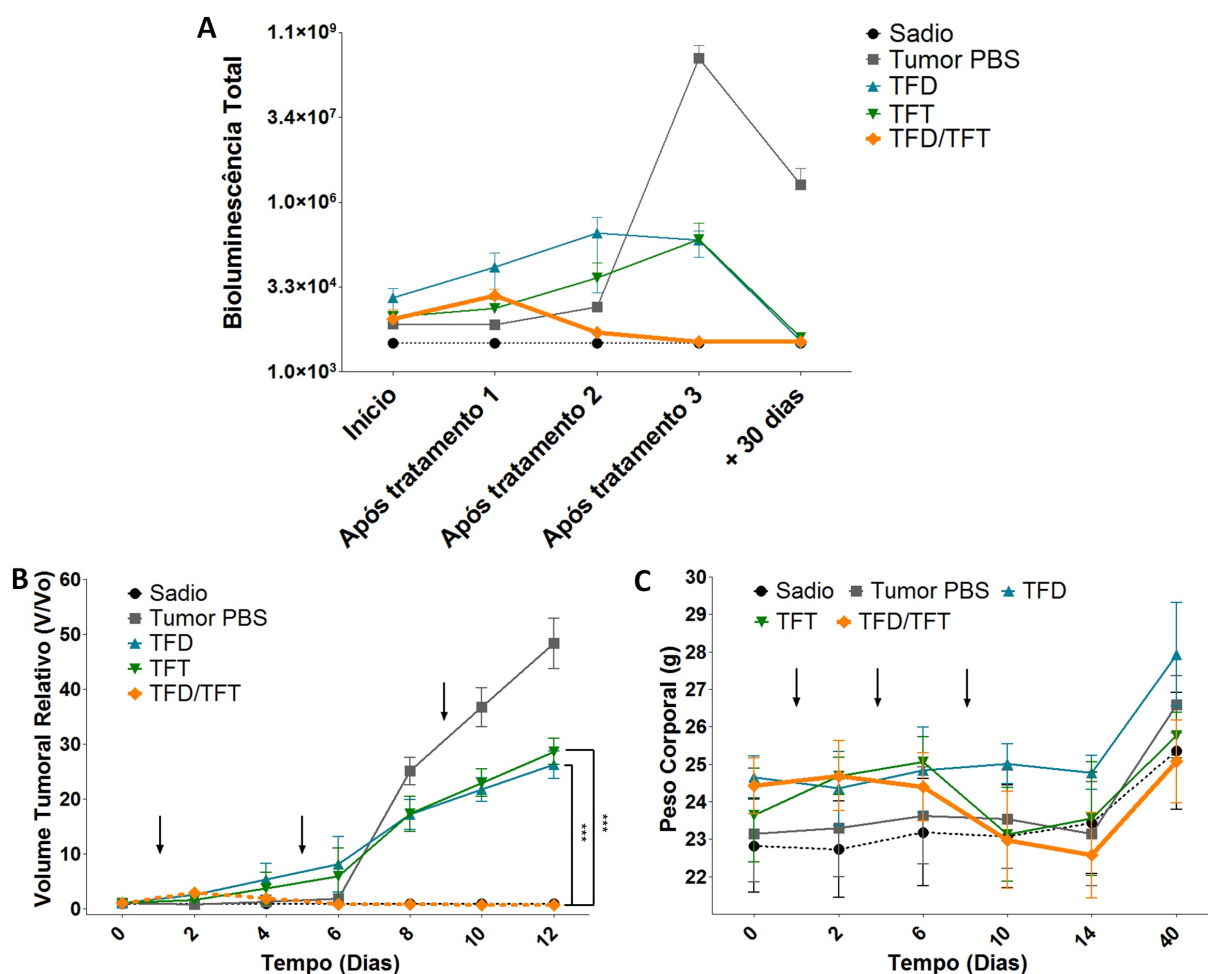 A
Bioluminescência Total
1.1×10⁹
3.4×10⁷
1.0×10⁶
3.3×10⁴
1.0×10³
Início
Após tratamento 1
Após tratamento 2
Após tratamento 3
+ 30 dias
Sadio
Tumor PBS
TFD
TFT
TFD/TFT
B
Volume Tumoral Relativo (V/Vo)
60
50
40
30
20
10
0
Sadio
Tumor PBS
TFD
TFT
TFD/TFT
***
***
0
2
4
6
8
10
12
Tempo (Dias)
C
Peso Corporal (g)
30
29
28
27
26
25
24
23
22
Sadio Tumor PBS TFD
TFT TFD/TFT
0
2
6
10
14
40
Tempo (Dias)